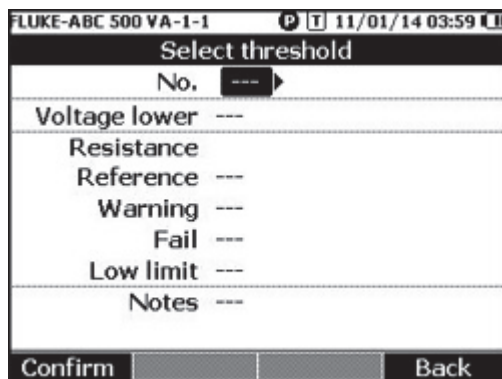 FLUKE-ABC 500 VA-1-1 P T 11/01/14 03:59
Select threshold
No. ---
Voltage lower ---
Resistance
Reference ---
Warning ---
Fail ---
Low limit ---
Notes ---
Confirm Back